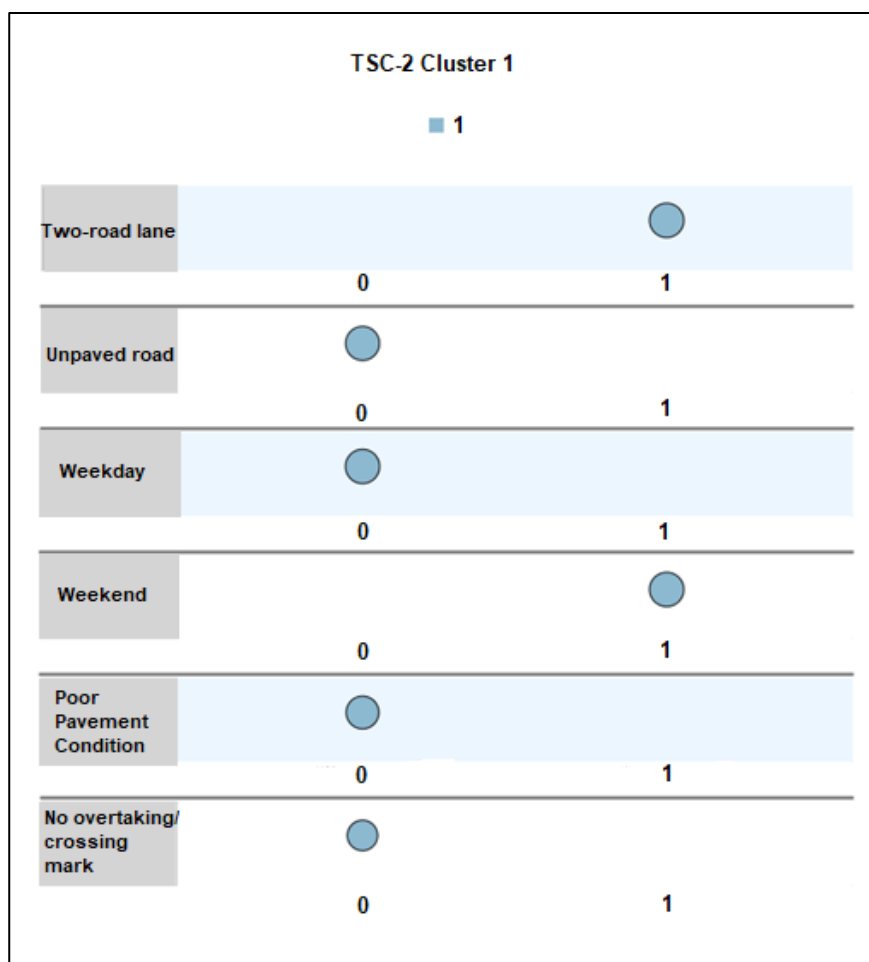 TSC-2 Cluster 1
1
Two-road lane
0 1
Unpaved road
0 1
Weekday
0 1
Weekend
0 1
Poor
Pavement
Condition
0 1
No overtaking/
crossing
mark
0 1